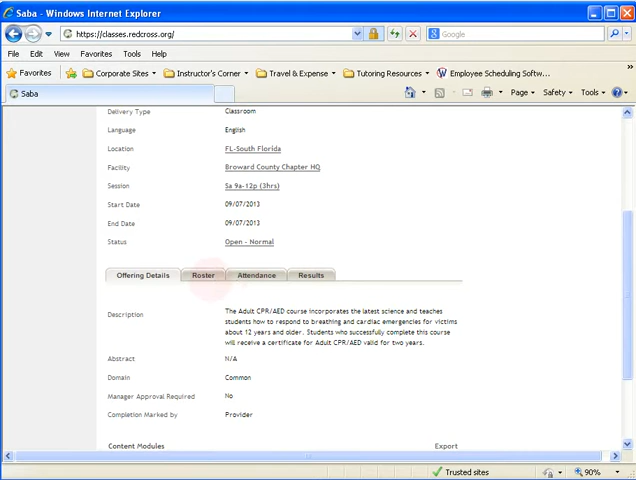 Saba - Windows Internet Explorer
https://classes.redcross.org/
Google
File Edit View Favorites Tools Help
Favorites Corporate Sites Instructor's Corner Travel & Expense Tutoring Resources Employee Scheduling Softw...
Saba
Page Safety Tools
Delivery Type Classroom
Language English
Location FL-South Florida
Facility Broward County Chapter HQ
Session Sa 9a-12p (3hrs)
Start Date 09/07/2013
End Date 09/07/2013
Status Open - Normal
Offering Details Roster Attendance Results
Description The Adult CPR/AED course incorporates the latest science and teaches
students how to respond to breathing and cardiac emergencies for victims
about 12 years and older. Students who successfully complete this course
will receive a certificate for Adult CPR/AED valid for two years.
Abstract N/A
Domain Common
Manager Approval Required No
Completion Marked by Provider
Content Modules Export
Trusted sites 90%